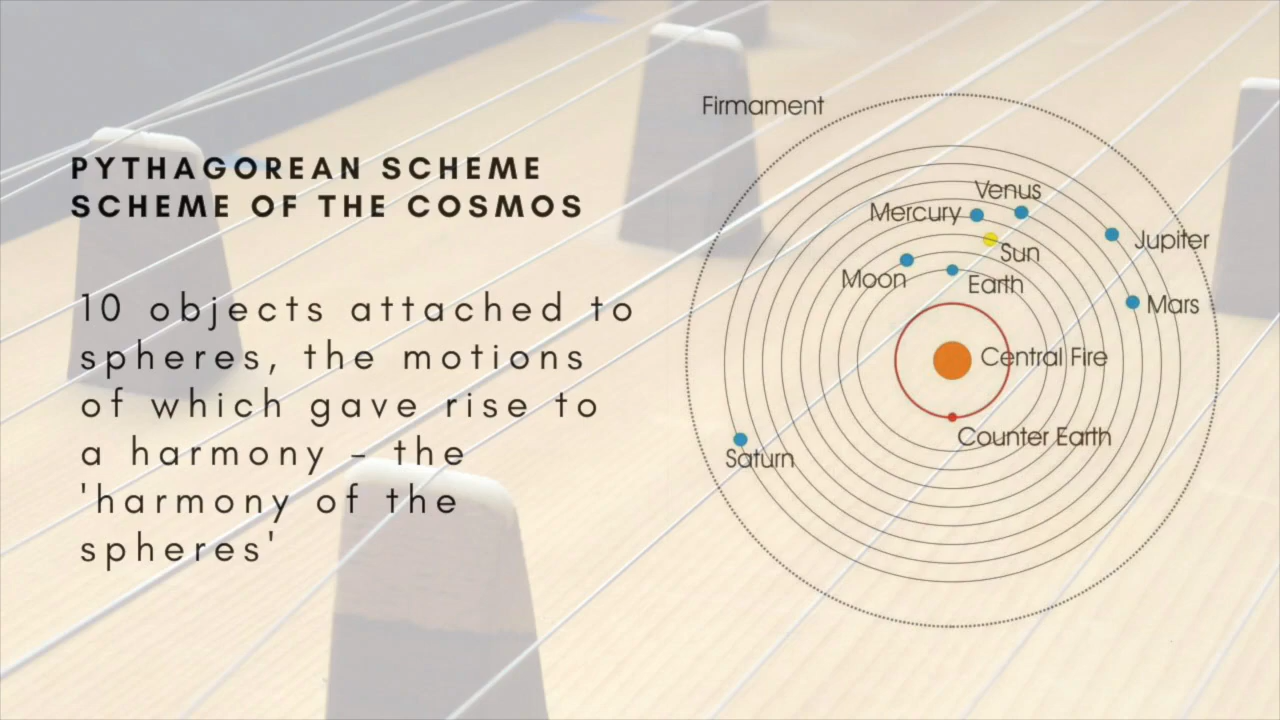 PYTHAGOREAN SCHEME
SCHEME OF THE COSMOS
10 objects attached to
spheres, the motions
of which gave rise to
a harmony – the
'harmony of the
spheres'
Firmament
Venus
Mercury
Jupiter
Sun
Moon
Earth
Mars
Central Fire
Counter Earth
Saturn